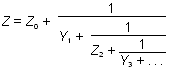 Z = Z₀ + 1
Y₁ + 1
Z₂ + 1
Y₃ + . . .